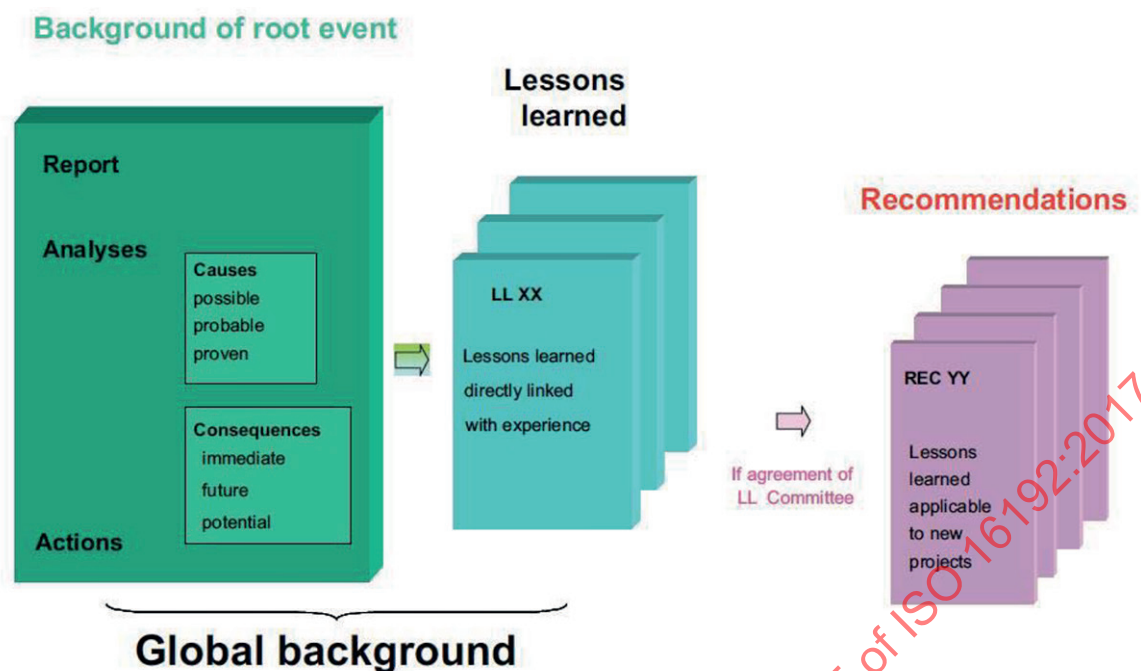 Background of root event
Lessons
learned
Report
Analyses
Causes
possible
probable
proven
Consequences
immediate
future
potential
Actions
LL XX
Lessons learned
directly linked
with experience
If agreement of
LL Committee
Recommendations
REC YY
Lessons
learned
applicable
to new
projects
Global background
of ISO 16192:2017